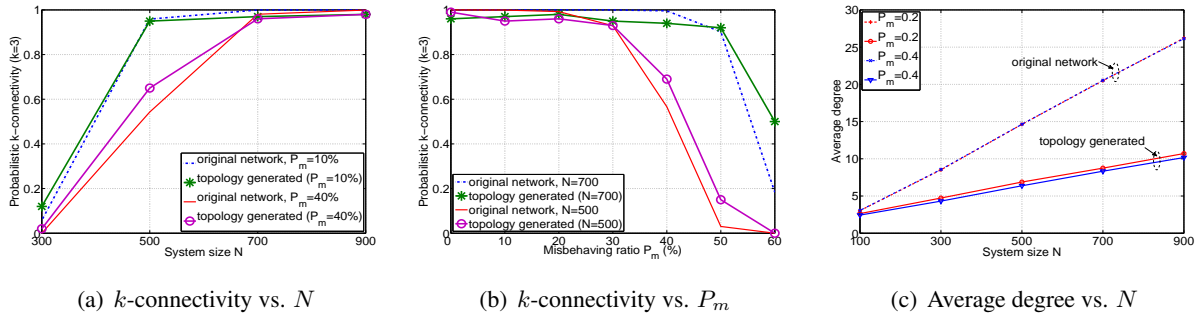 Probabilistic k−connectivity (k=3)
1
0.8
0.6
0.4
0.2
0
300
500
700
900
System size N
original network, P_m=10%
topology generated (P_m=10%)
original network, P_m=40%
topology generated (P_m=40%)
(a) k-connectivity vs. N
Probabilistic k−connectivity (k=3)
1
0.8
0.6
0.4
0.2
0
0
10
20
30
40
50
60
Misbehaving ratio P_m (%)
original network, N=700
topology generated (N=700)
original network, N=500
topology generated (N=500)
(b) k-connectivity vs. P_m
Average degree
30
25
20
15
10
5
0
100
300
500
700
900
System size N
P_m=0.2
P_m=0.2
P_m=0.4
P_m=0.4
original network
topology generated
(c) Average degree vs. N